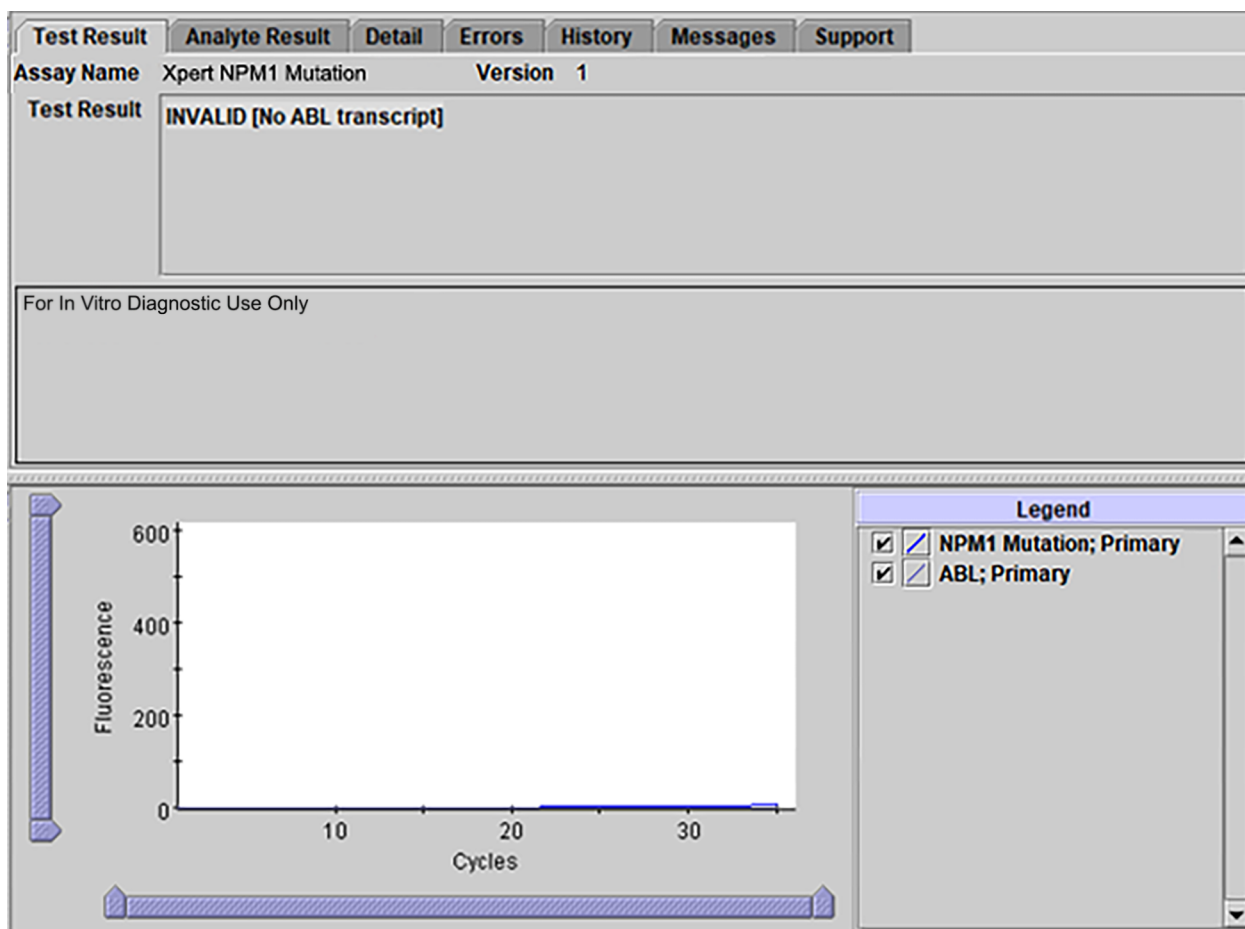 Test Result Analyte Result Detail Errors History Messages Support
Assay Name Xpert NPM1 Mutation Version 1
Test Result INVALID [No ABL transcript]
For In Vitro Diagnostic Use Only
Legend
NPM1 Mutation; Primary
ABL; Primary
600
400
200
0
Fluorescence
10 20 30
Cycles